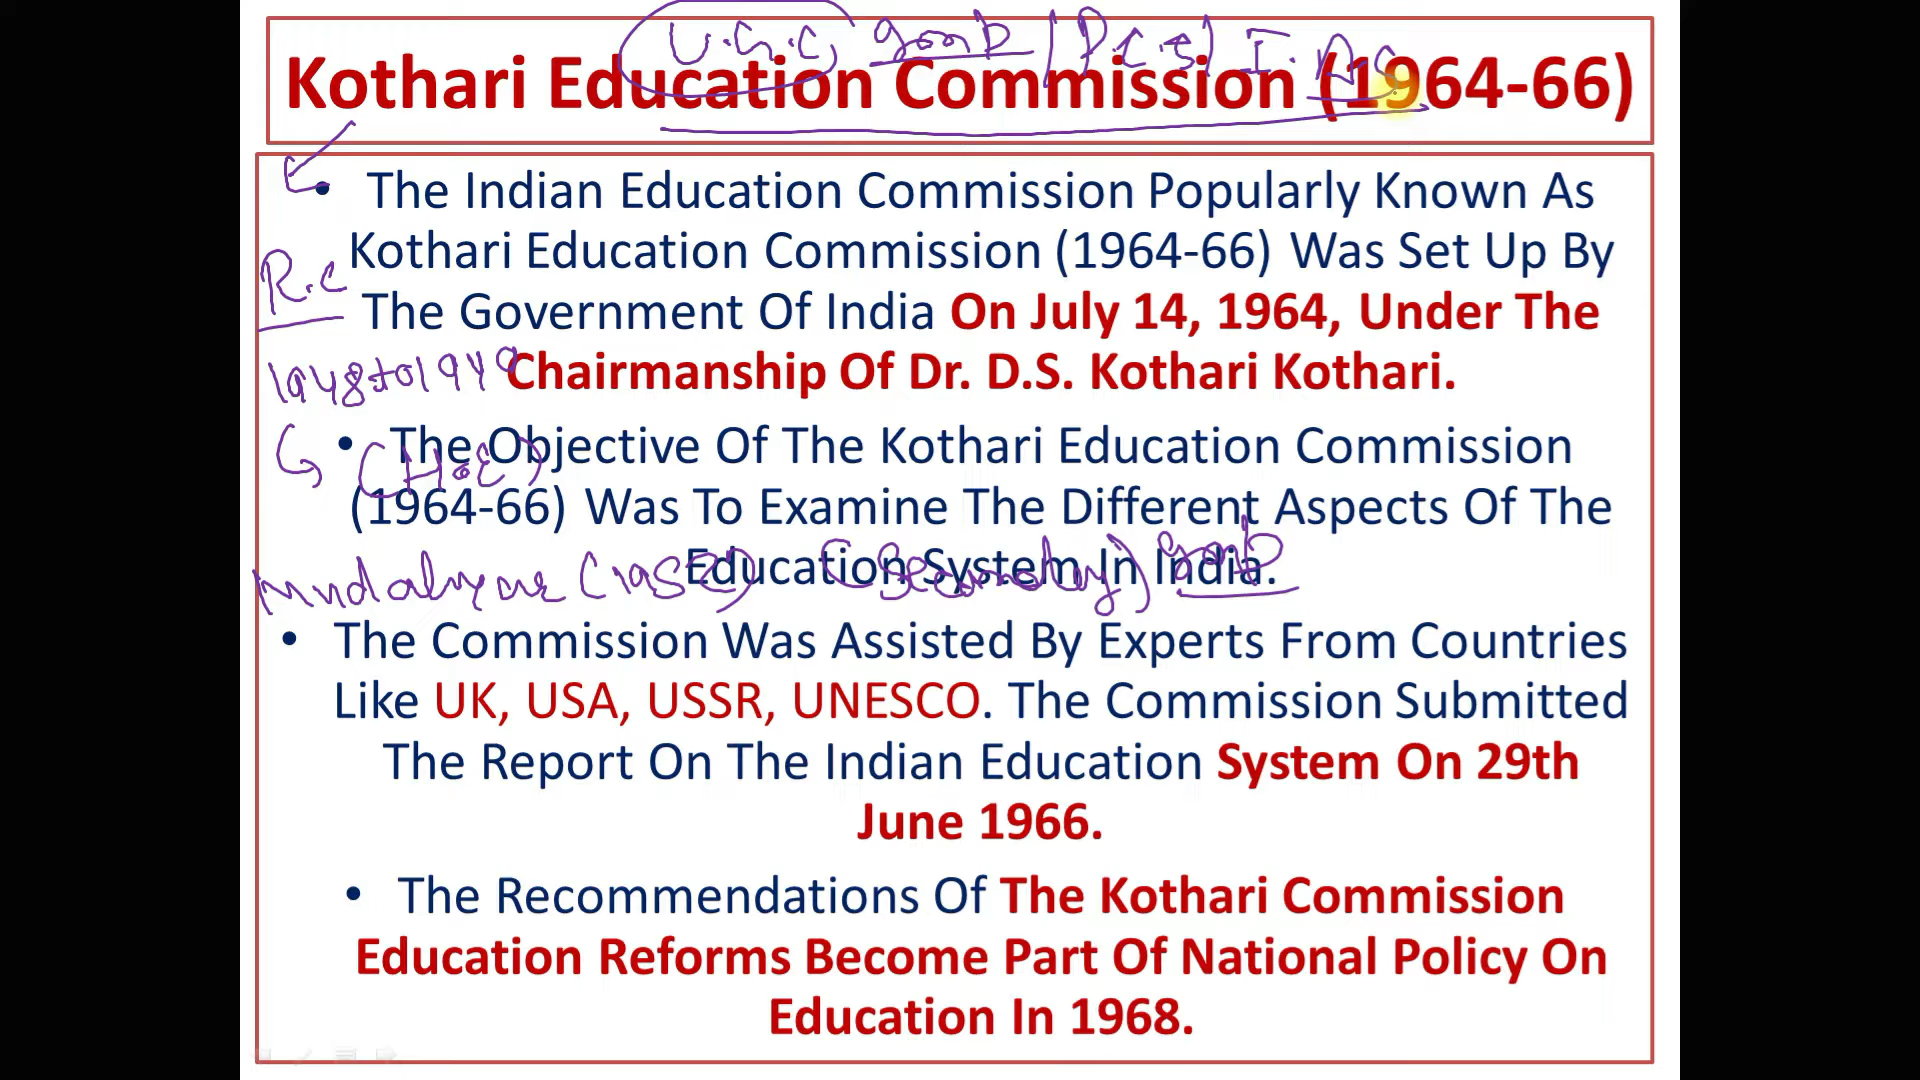 U.G.C, / P.C.S / I.A.S
Kothari Education Commission (1964-66)
• The Indian Education Commission Popularly Known As
Kothari Education Commission (1964-66) Was Set Up By
R.C
The Government Of India On July 14, 1964, Under The
1948 to 1949
Chairmanship Of Dr. D.S. Kothari Kothari.
• The Objective Of The Kothari Education Commission
(H.E)
(1964-66) Was To Examine The Different Aspects Of The
Education System In India.
(1952) (Secondary)
• The Commission Was Assisted By Experts From Countries
Like UK, USA, USSR, UNESCO. The Commission Submitted
The Report On The Indian Education System On 29th
June 1966.
• The Recommendations Of The Kothari Commission
Education Reforms Become Part Of National Policy On
Education In 1968.